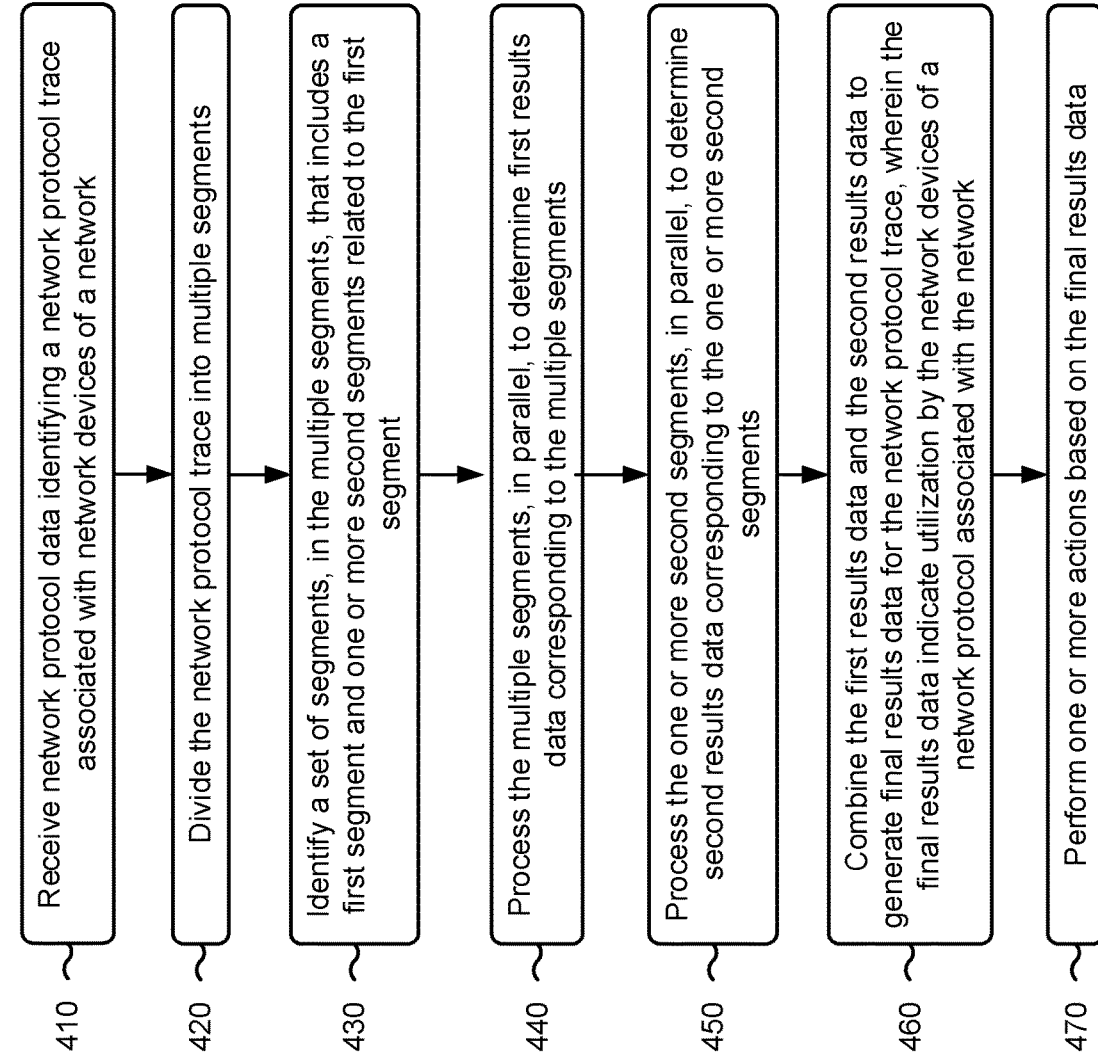 410
Receive network protocol data identifying a network protocol trace
associated with network devices of a network
420
Divide the network protocol trace into multiple segments
430
Identify a set of segments, in the multiple segments, that includes a
first segment and one or more second segments related to the first
segment
440
Process the multiple segments, in parallel, to determine first results
data corresponding to the multiple segments
450
Process the one or more second segments, in parallel, to determine
second results data corresponding to the one or more second
segments
460
Combine the first results data and the second results data to
generate final results data for the network protocol trace, wherein the
final results data indicate utilization by the network devices of a
network protocol associated with the network
470
Perform one or more actions based on the final results data